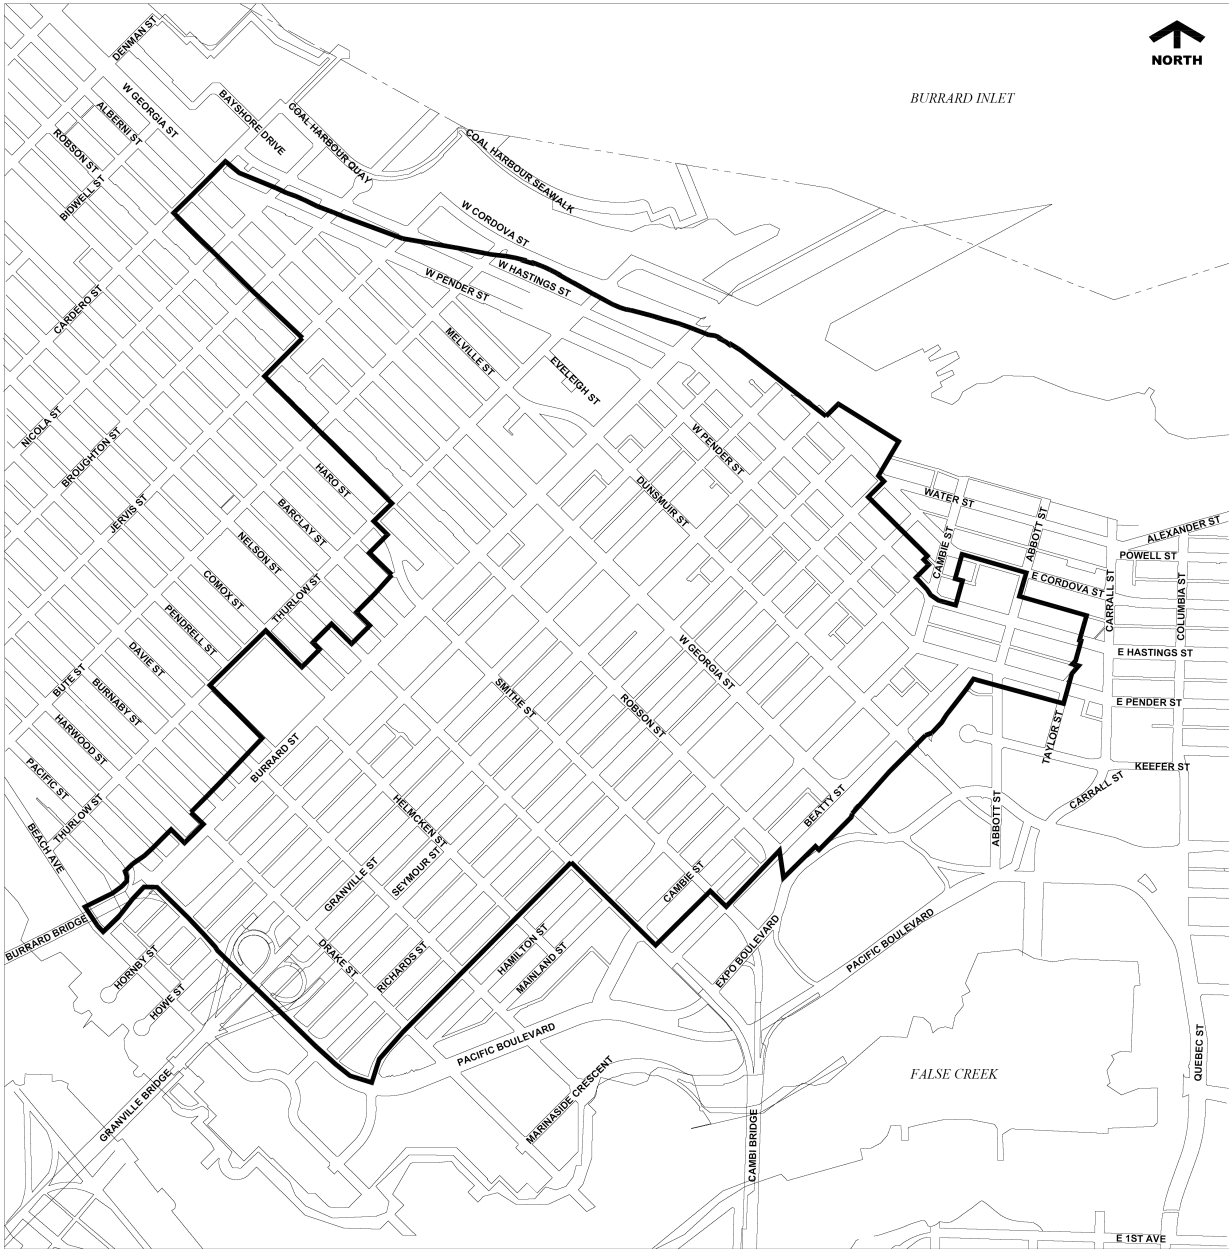 DENMAN ST
NORTH
BURRARD INLET
W GEORGIA ST
ALBERNI ST
BAYSHORE DRIVE
COAL HARBOUR QUAY
ROBSON ST
COAL HARBOUR SEAWALK
BIDWELL ST
W CORDOVA ST
W HASTINGS ST
W PENDER ST
CARDERO ST
MELVILLE ST
EVELEIGH ST
NICOLA ST
BROUGHTON ST
W PENDER ST
HARO ST
DUNSMUIR ST
WATER ST
JERVIS ST
BARCLAY ST
ABBOTT ST
ALEXANDER ST
NELSON ST
CAMBIE ST
POWELL ST
COMOX ST
THURLOW ST
E CORDOVA ST
CARRALL ST
COLUMBIA ST
PENDRELL ST
DAVIE ST
W GEORGIA ST
E HASTINGS ST
BUTE ST
BURNABY ST
SMITHE ST
ROBSON ST
E PENDER ST
HARWOOD ST
TAYLOR ST
BURRARD ST
PACIFIC ST
KEEFER ST
CARRALL ST
THURLOW ST
HELMCKEN ST
BEATTY ST
ABBOTT ST
BEACH AVE
SEYMOUR ST
GRANVILLE ST
CAMBIE ST
BURRARD BRIDGE
HAMILTON ST
EXPO BOULEVARD
PACIFIC BOULEVARD
DRAKE ST
RICHARDS ST
MAINLAND ST
HORNBY ST
HOWE ST
PACIFIC BOULEVARD
QUEBEC ST
FALSE CREEK
MARINASIDE CRESCENT
GRANVILLE BRIDGE
CAMBI BRIDGE
E 1ST AVE